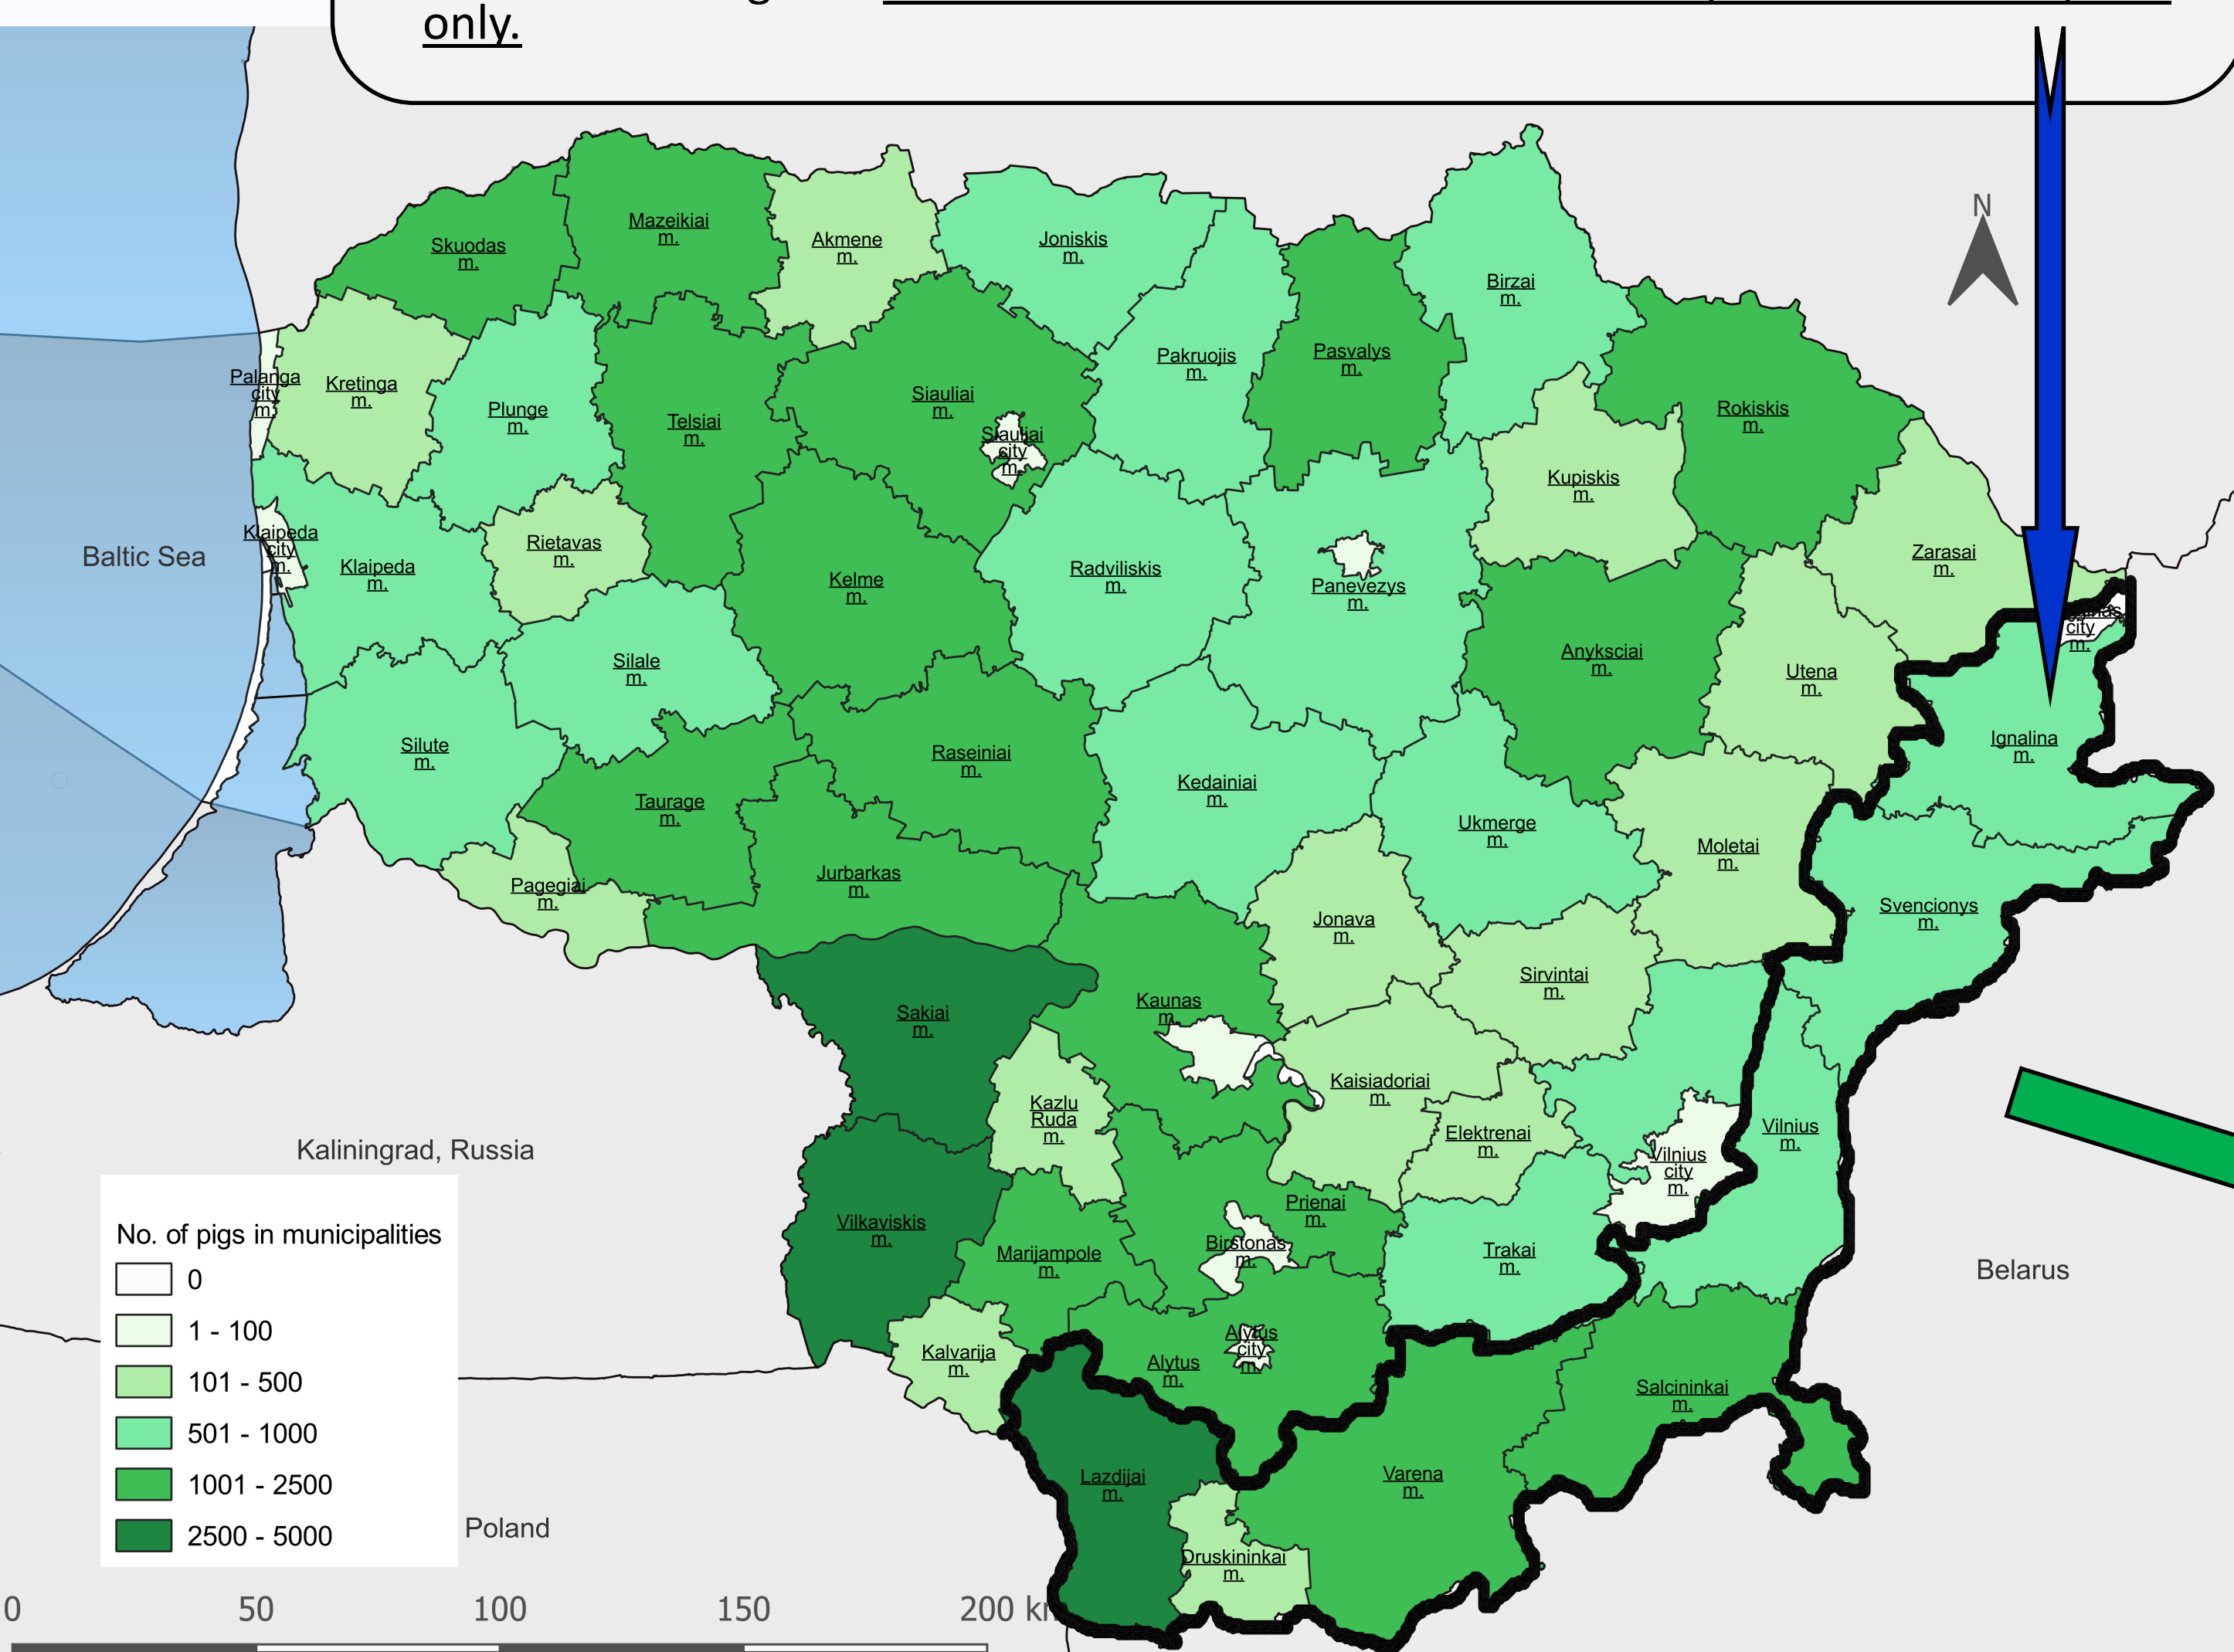 only.
N
Mazeikiai
m.
Skuodas
m.
Akmene
m.
Joniskis
m.
Birzai
m.
Pakruojis
m.
Pasvalys
m.
Palanga
city
m.
Kretinga
m.
Plunge
m.
Telsiai
m.
Siauliai
m.
Siauliai
city
m.
Rokiskis
m.
Kupiskis
m.
Klaipeda
city
m.
Baltic Sea
Klaipeda
m.
Rietavas
m.
Kelme
m.
Radviliskis
m.
Panevezys
m.
Zarasai
m.
city
m.
Anyksciai
m.
Utena
m.
Silale
m.
Silute
m.
Ignalina
m.
Raseiniai
m.
Taurage
m.
Kedainiai
m.
Ukmerge
m.
Moletai
m.
Pagegiai
m.
Jurbarkas
m.
Jonava
m.
Svencionys
m.
Sirvintai
m.
Sakiai
m.
Kaunas
m.
Kaisiadoriai
m.
Kazlu
Ruda
m.
Elektrenai
m.
Vilnius
m.
Vilnius
city
m.
Kaliningrad, Russia
Vilkaviskis
m.
Prienai
m.
Marijampole
m.
Birstonas
m.
Trakai
m.
Belarus
Kalvarija
m.
Alytus
m.
Alytus
city
m.
Salcininkai
m.
Lazdijai
m.
Varena
m.
Druskininkai
m.
Poland
No. of pigs in municipalities
0
1 - 100
101 - 500
501 - 1000
1001 - 2500
2500 - 5000
0 50 100 150 200 km